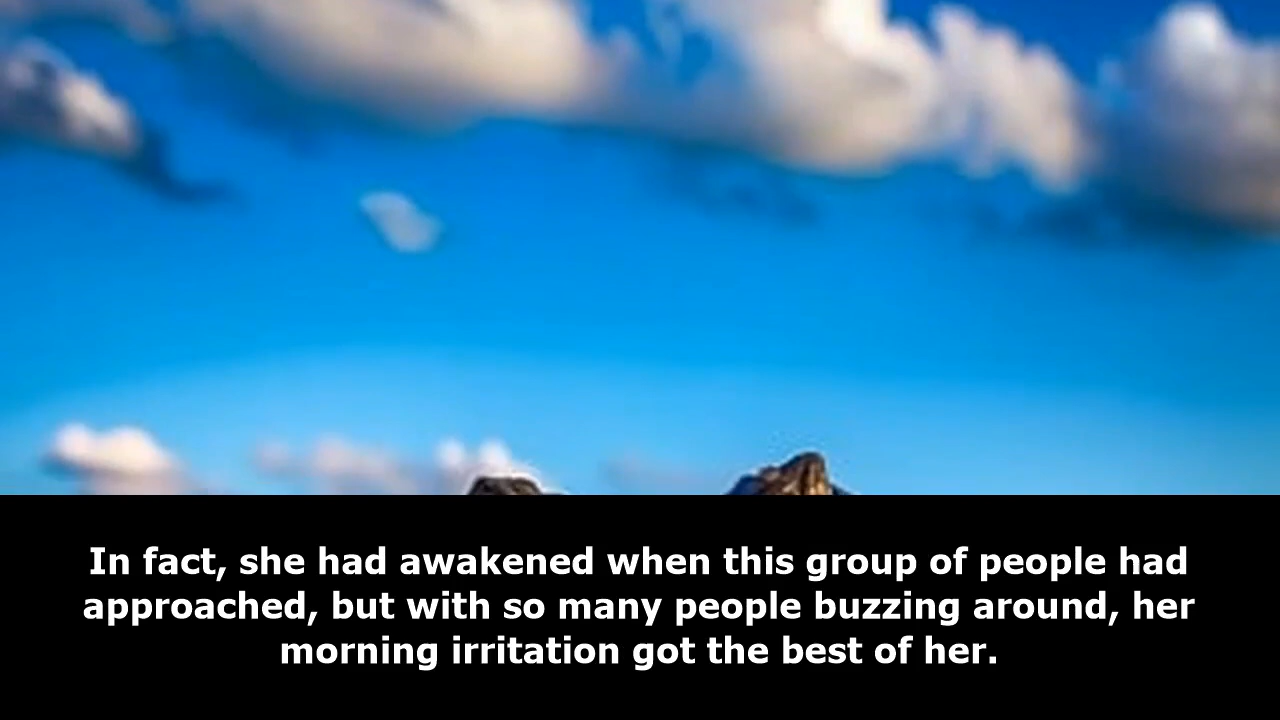 In fact, she had awakened when this group of people had
approached, but with so many people buzzing around, her
morning irritation got the best of her.